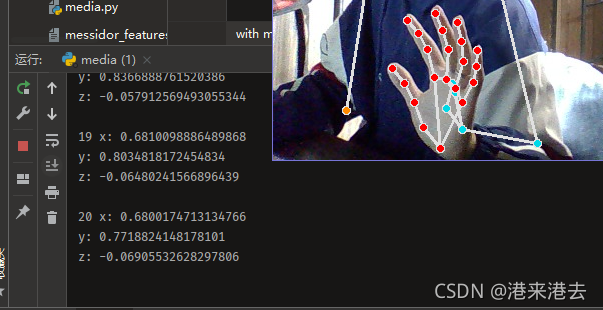 media.py
messidor_features
with m
运行:
media (1)
y: 0.8366888761520386
z: -0.057912569493055344
19 x: 0.6810098886489868
y: 0.8034818172454834
z: -0.06480241566896439
20 x: 0.6800174713134766
y: 0.7718824148178101
z: -0.06905532628297806
CSDN @港来港去